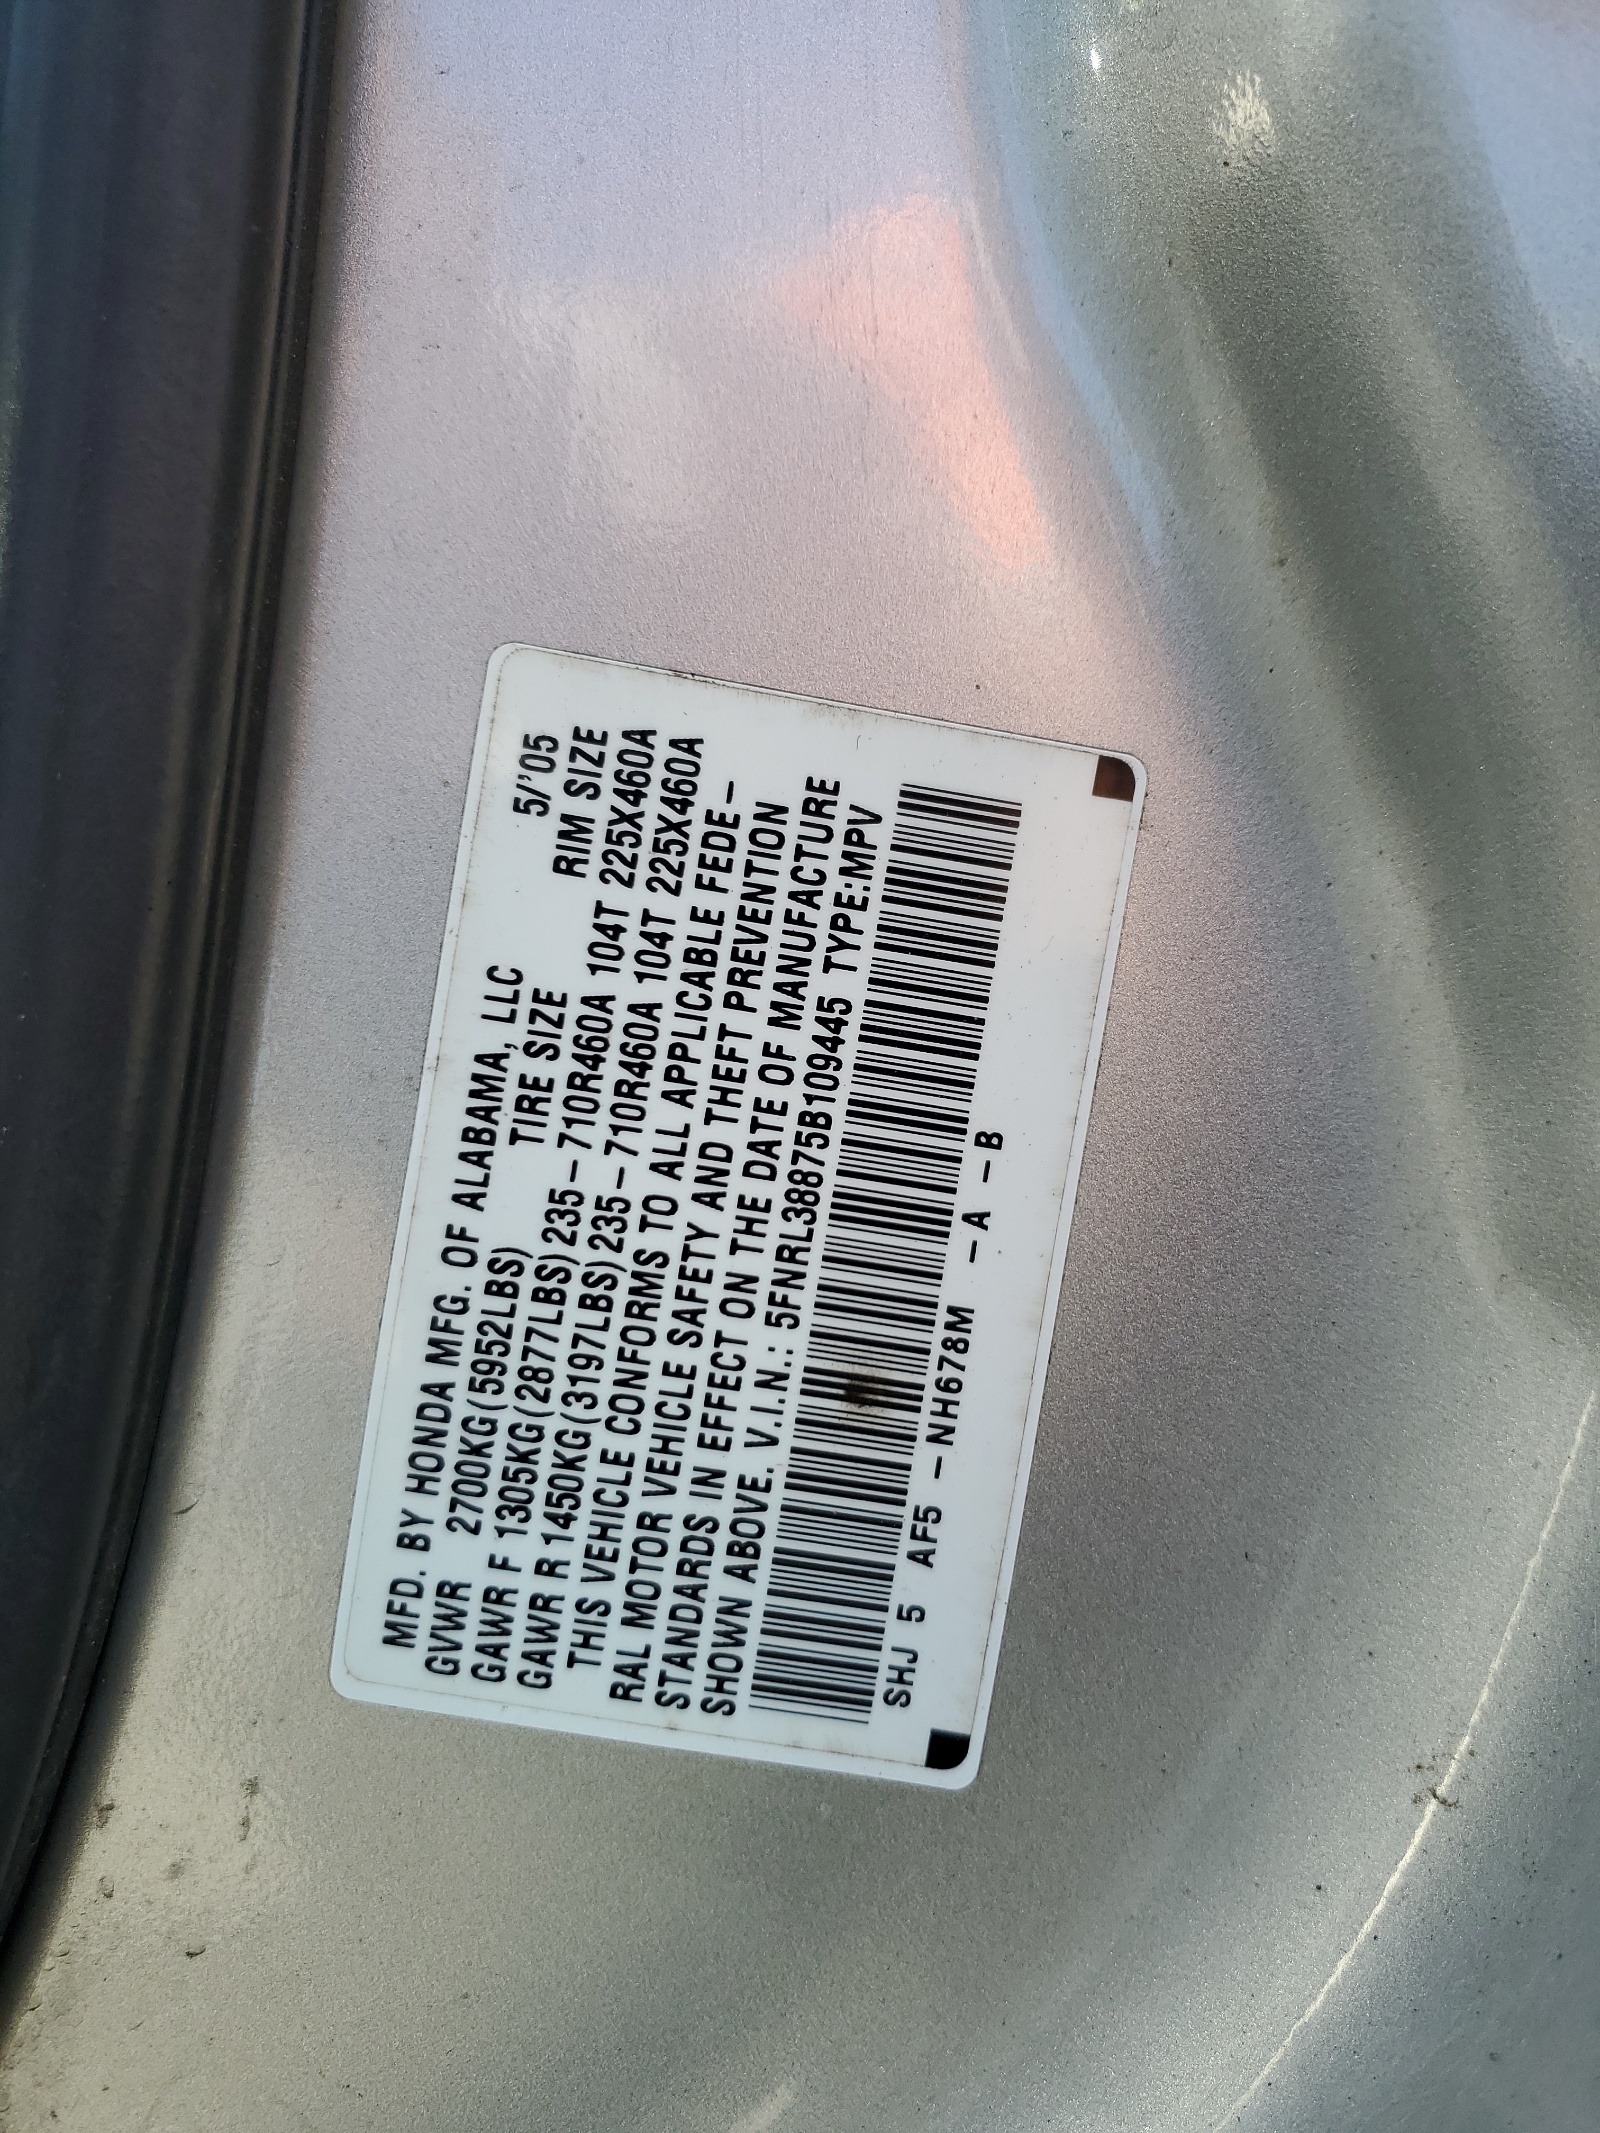 MFD. BY HONDA MFG. OF ALABAMA, LLC 5/'05
GVWR 2700KG(5952LBS) TIRE SIZE RIM SIZE
GAWR F 1305KG(2877LBS)235–710R460A 104T 225X460A
GAWR R 1450KG(3197LBS)235–710R460A 104T 225X460A
THIS VEHICLE CONFORMS TO ALL APPLICABLE FEDE–
RAL MOTOR VEHICLE SAFETY AND THEFT PREVENTION
STANDARDS IN EFFECT ON THE DATE OF MANUFACTURE
SHOWN ABOVE. V.I.N.: 5FNRL38875B109445 TYPE:MPV
SHJ 5 AF5 –NH678M –A –B